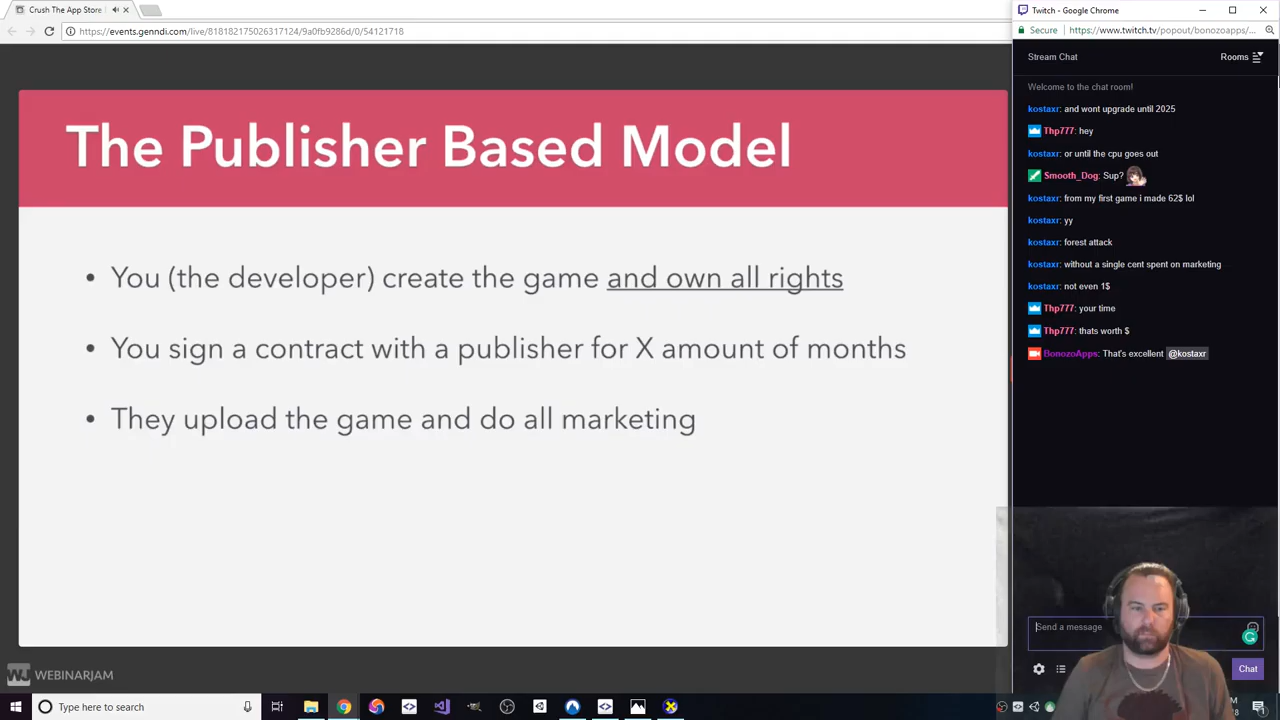 Crush The App Store
https://events.genndi.com/live/818182175026317124/9a0fb9286d/0/54121718
The Publisher Based Model
• You (the developer) create the game and own all rights
• You sign a contract with a publisher for X amount of months
• They upload the game and do all marketing
WJ WEBINARJAM
Twitch - Google Chrome
Secure https://www.twitch.tv/popout/bonozoapps/...
Stream Chat Rooms
Welcome to the chat room!
kostaxr: and wont upgrade until 2025
Thp777: hey
kostaxr: or until the cpu goes out
Smooth_Dog: Sup?
kostaxr: from my first game i made 62$ lol
kostaxr: yy
kostaxr: forest attack
kostaxr: without a single cent spent on marketing
kostaxr: not even 1$
Thp777: your time
Thp777: thats worth $
BonozoApps: That's excellent @kostaxr
Send a message
Chat
Type here to search